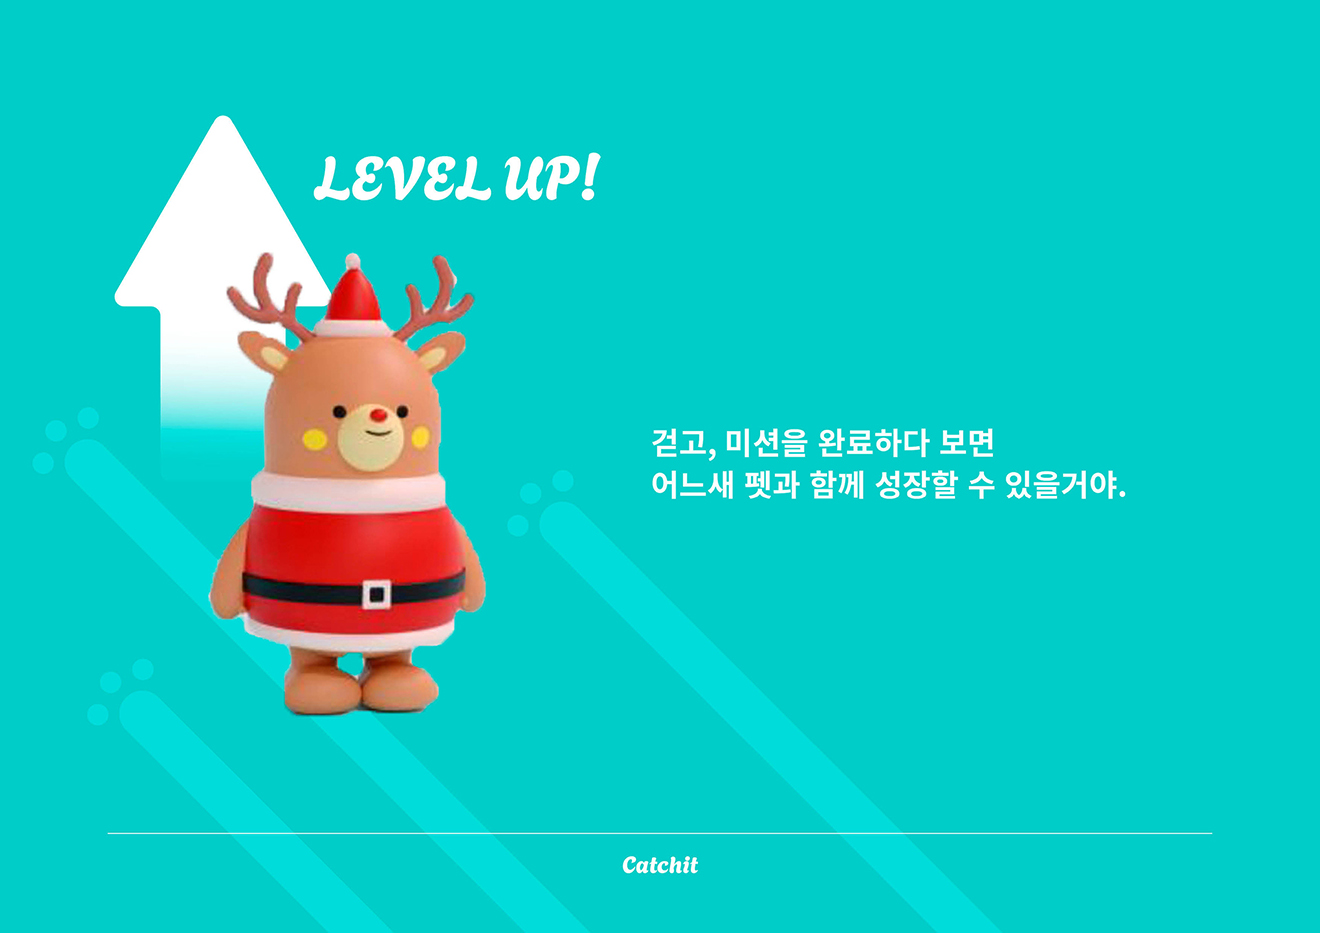 LEVEL UP!
걷고, 미션을 완료하다 보면
어느새 펫과 함께 성장할 수 있을거야.
Catchit